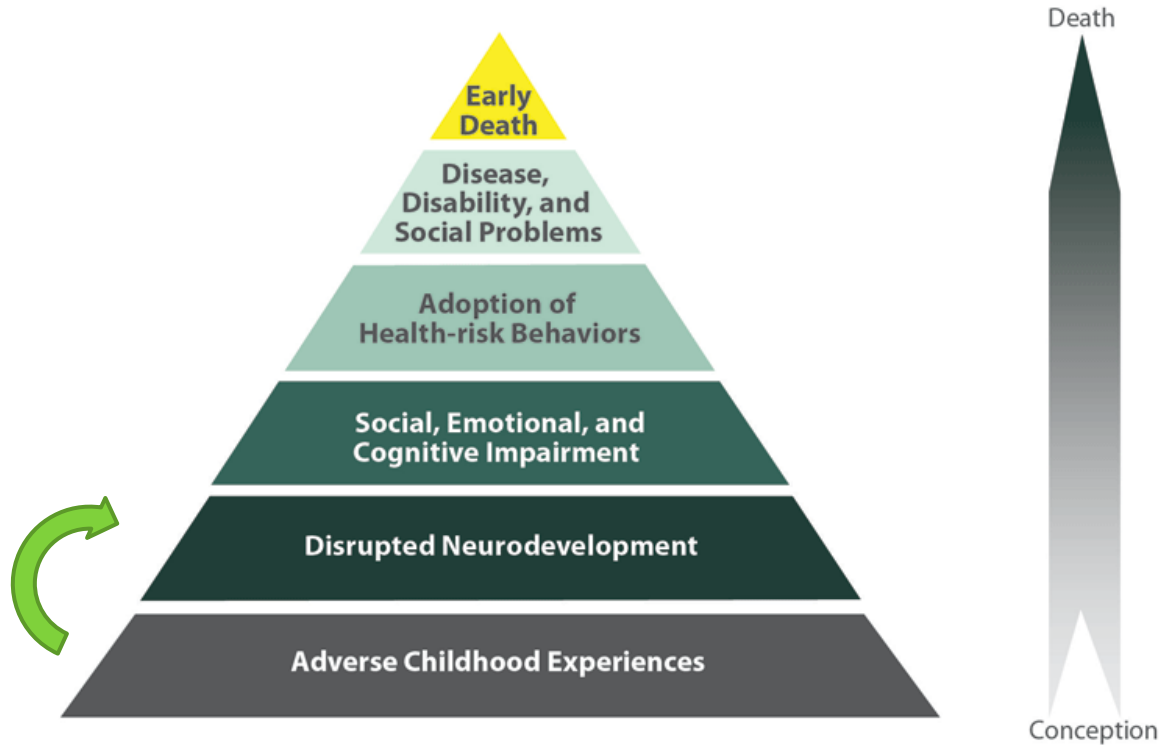 Death
Early
Death
Disease,
Disability, and
Social Problems
Adoption of
Health-risk Behaviors
Social, Emotional, and
Cognitive Impairment
Disrupted Neurodevelopment
Adverse Childhood Experiences
Conception